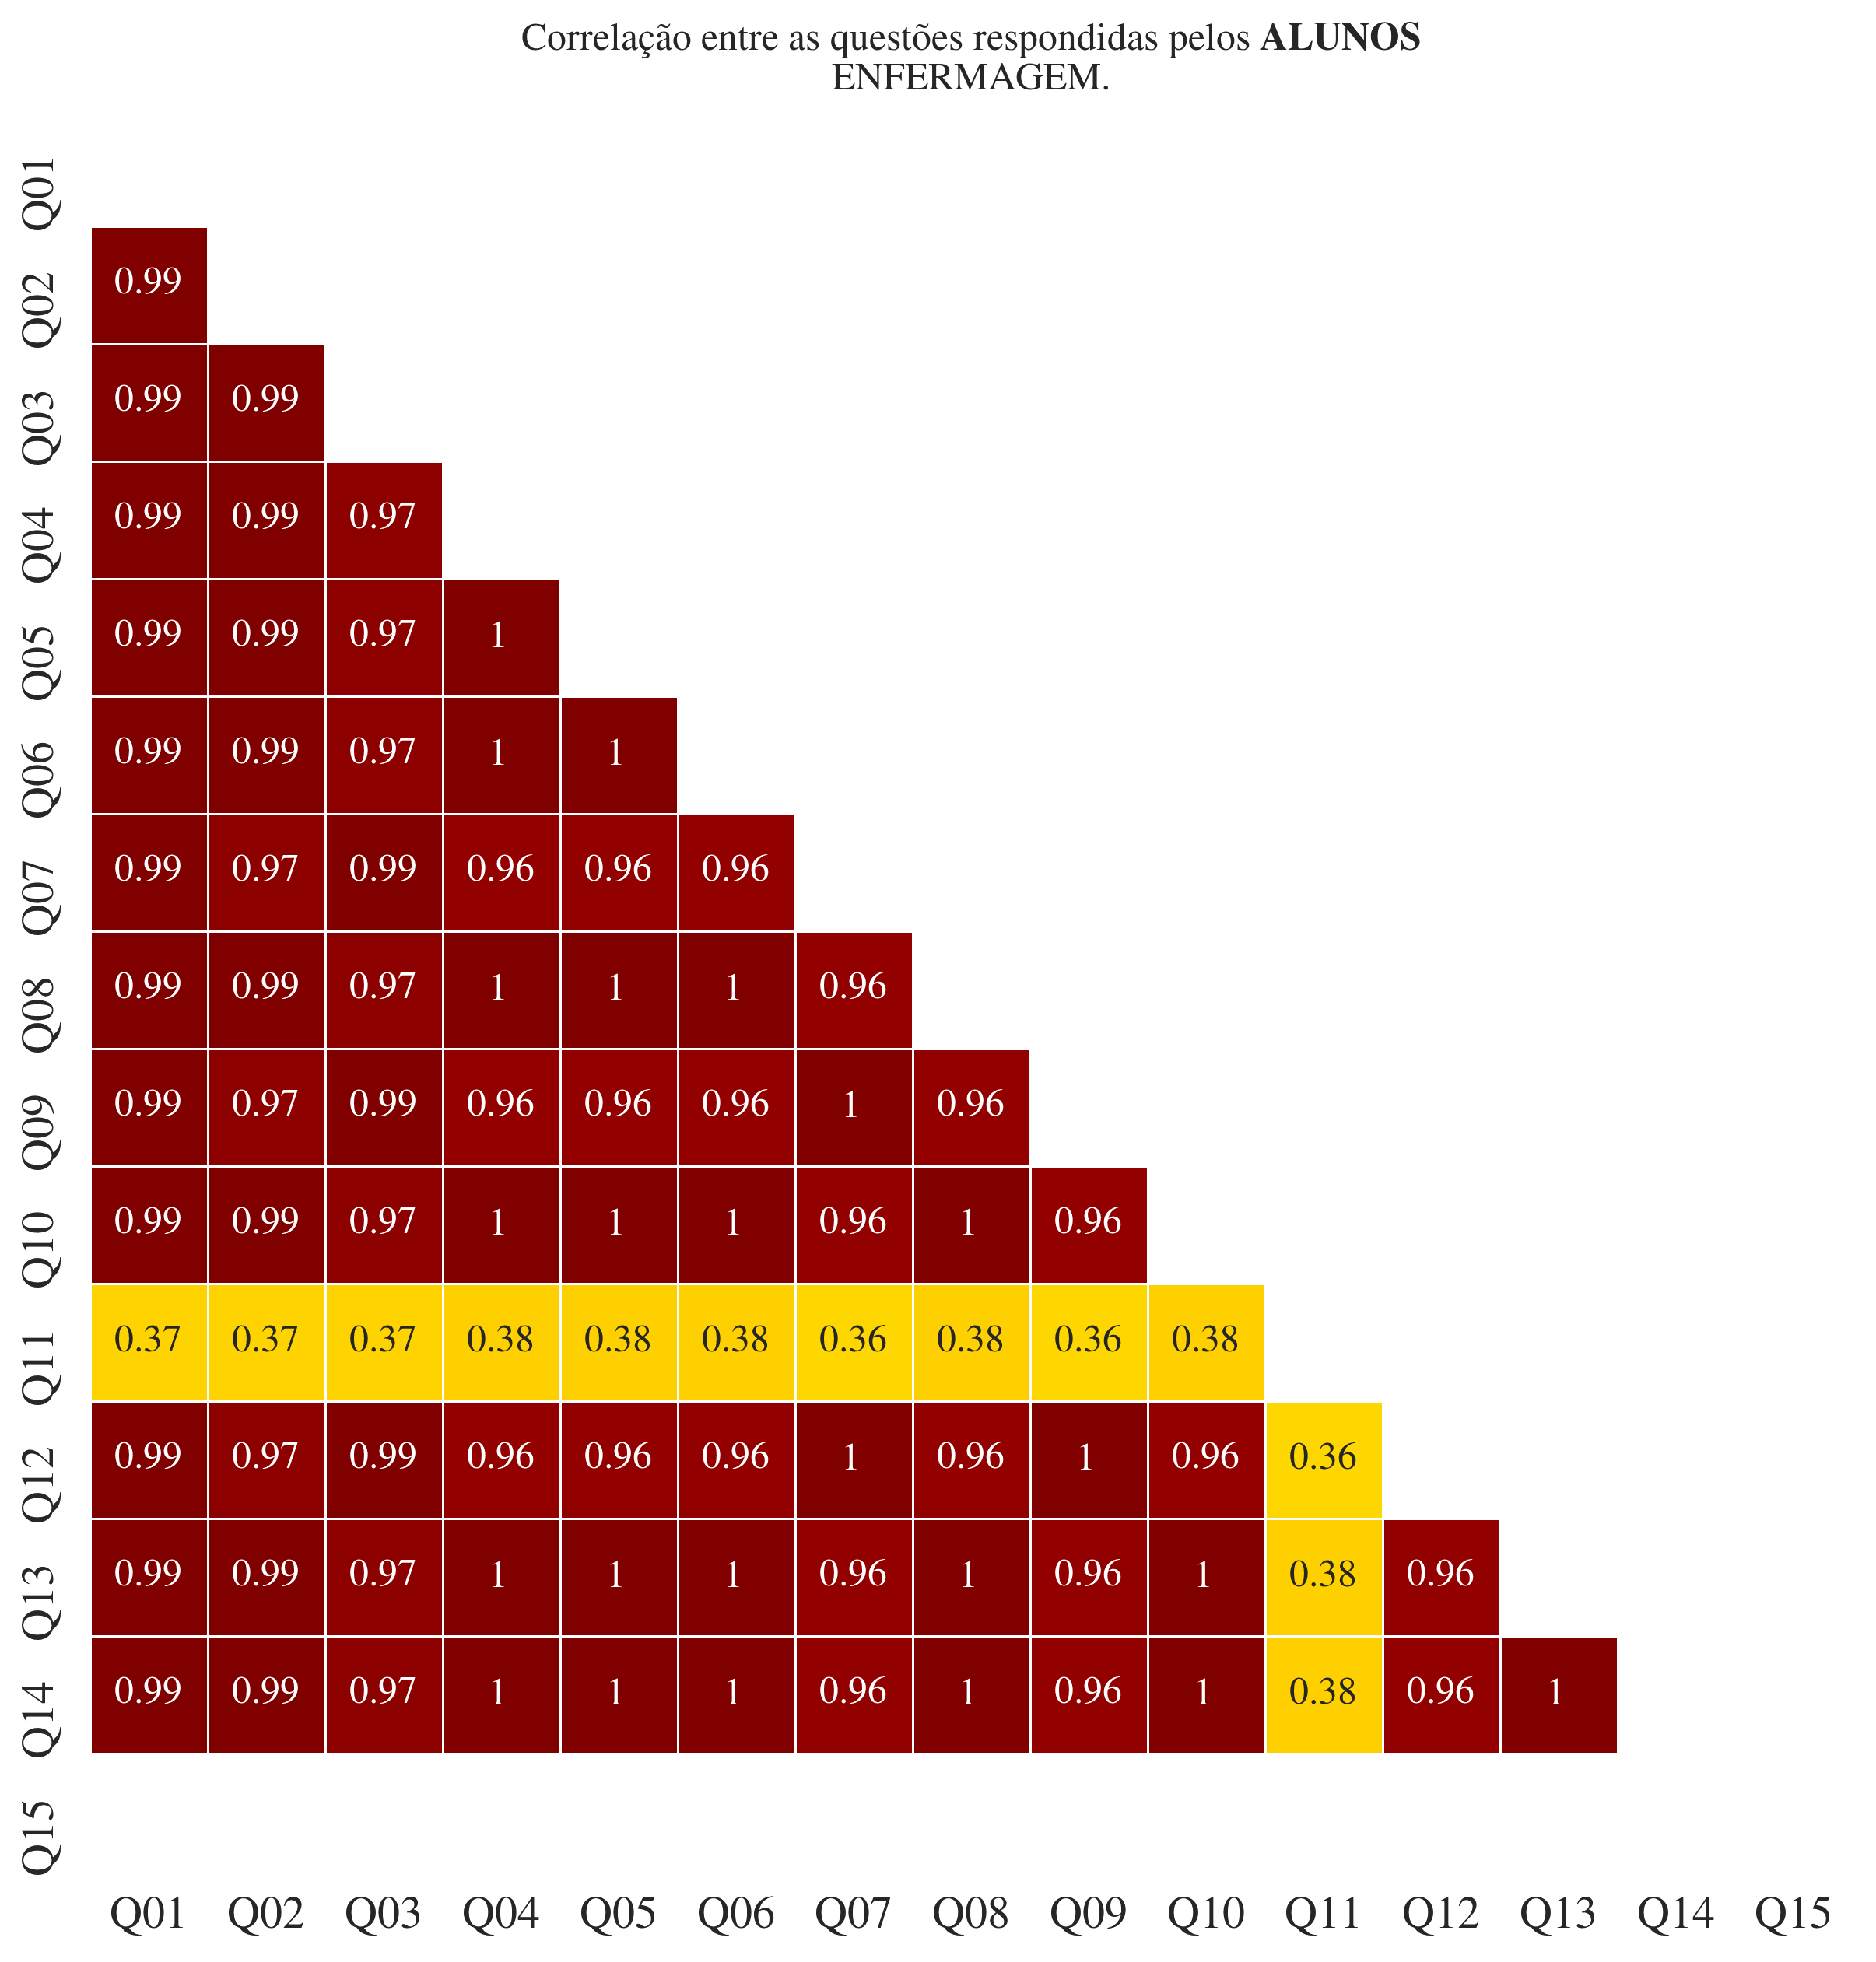 Correlação entre as questões respondidas pelos ALUNOS
ENFERMAGEM.
Q01
Q02 0.99
Q03 0.99 0.99
Q04 0.99 0.99 0.97
Q05 0.99 0.99 0.97 1
Q06 0.99 0.99 0.97 1 1
Q07 0.99 0.97 0.99 0.96 0.96 0.96
Q08 0.99 0.99 0.97 1 1 1 0.96
Q09 0.99 0.97 0.99 0.96 0.96 0.96 1 0.96
Q10 0.99 0.99 0.97 1 1 1 0.96 1 0.96
Q11 0.37 0.37 0.37 0.38 0.38 0.38 0.36 0.38 0.36 0.38
Q12 0.99 0.97 0.99 0.96 0.96 0.96 1 0.96 1 0.96 0.36
Q13 0.99 0.99 0.97 1 1 1 0.96 1 0.96 1 0.38 0.96
Q14 0.99 0.99 0.97 1 1 1 0.96 1 0.96 1 0.38 0.96 1
Q15
Q01 Q02 Q03 Q04 Q05 Q06 Q07 Q08 Q09 Q10 Q11 Q12 Q13 Q14 Q15